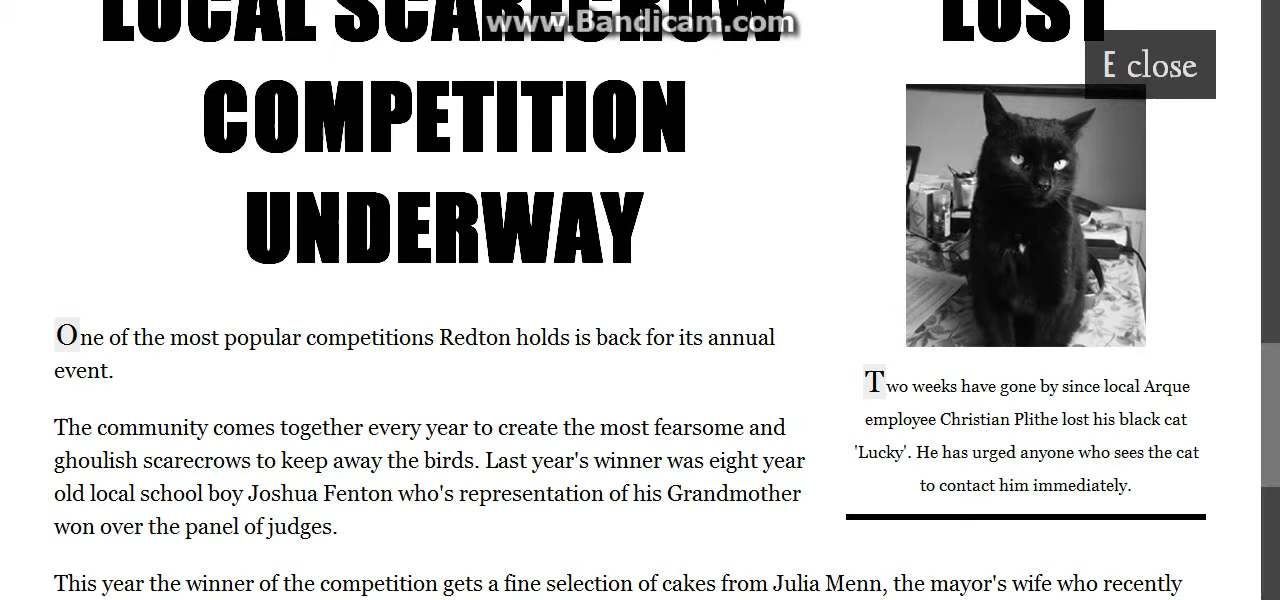 www.Bandicam.com
LOCAL SCARECROW
COMPETITION
UNDERWAY
One of the most popular competitions Redton holds is back for its annual
event.
The community comes together every year to create the most fearsome and
ghoulish scarecrows to keep away the birds. Last year's winner was eight year
old local school boy Joshua Fenton who's representation of his Grandmother
won over the panel of judges.
This year the winner of the competition gets a fine selection of cakes from Julia Menn, the mayor's wife who recently
LOST
E close
Two weeks have gone by since local Arque
employee Christian Plithe lost his black cat
'Lucky'. He has urged anyone who sees the cat
to contact him immediately.